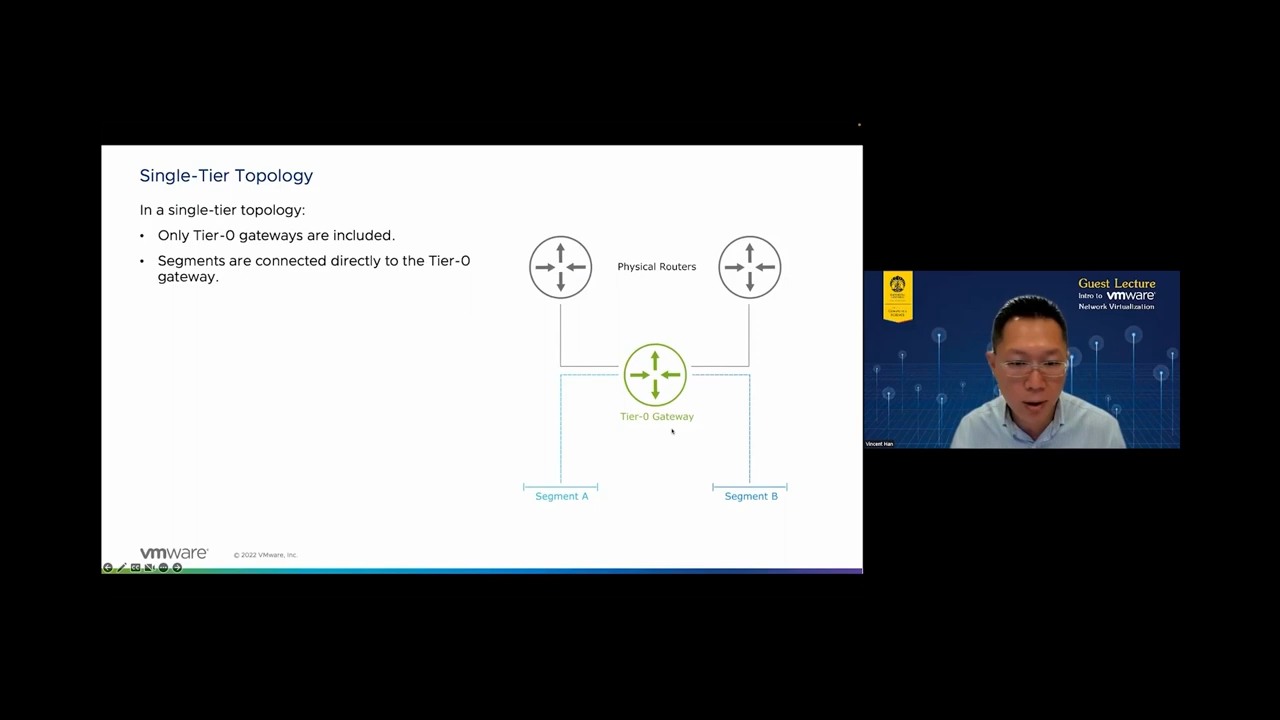 Single-Tier Topology
In a single-tier topology:
• Only Tier-0 gateways are included.
• Segments are connected directly to the Tier-0
gateway.
Physical Routers
Tier-0 Gateway
Segment A
Segment B
vmware®
© 2022 VMware, Inc.
Guest Lecture
Intro to vmware®
Network Virtualization
Vincent Han